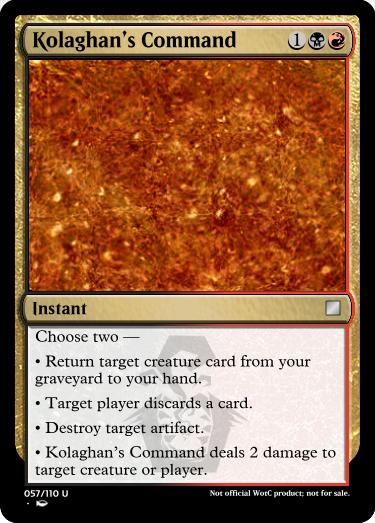 Kolaghan's Command 1
Instant
Choose two —
• Return target creature card from your
graveyard to your hand.
• Target player discards a card.
• Destroy target artifact.
• Kolaghan's Command deals 2 damage to
target creature or player.
057/110 U
Not official WotC product; not for sale.